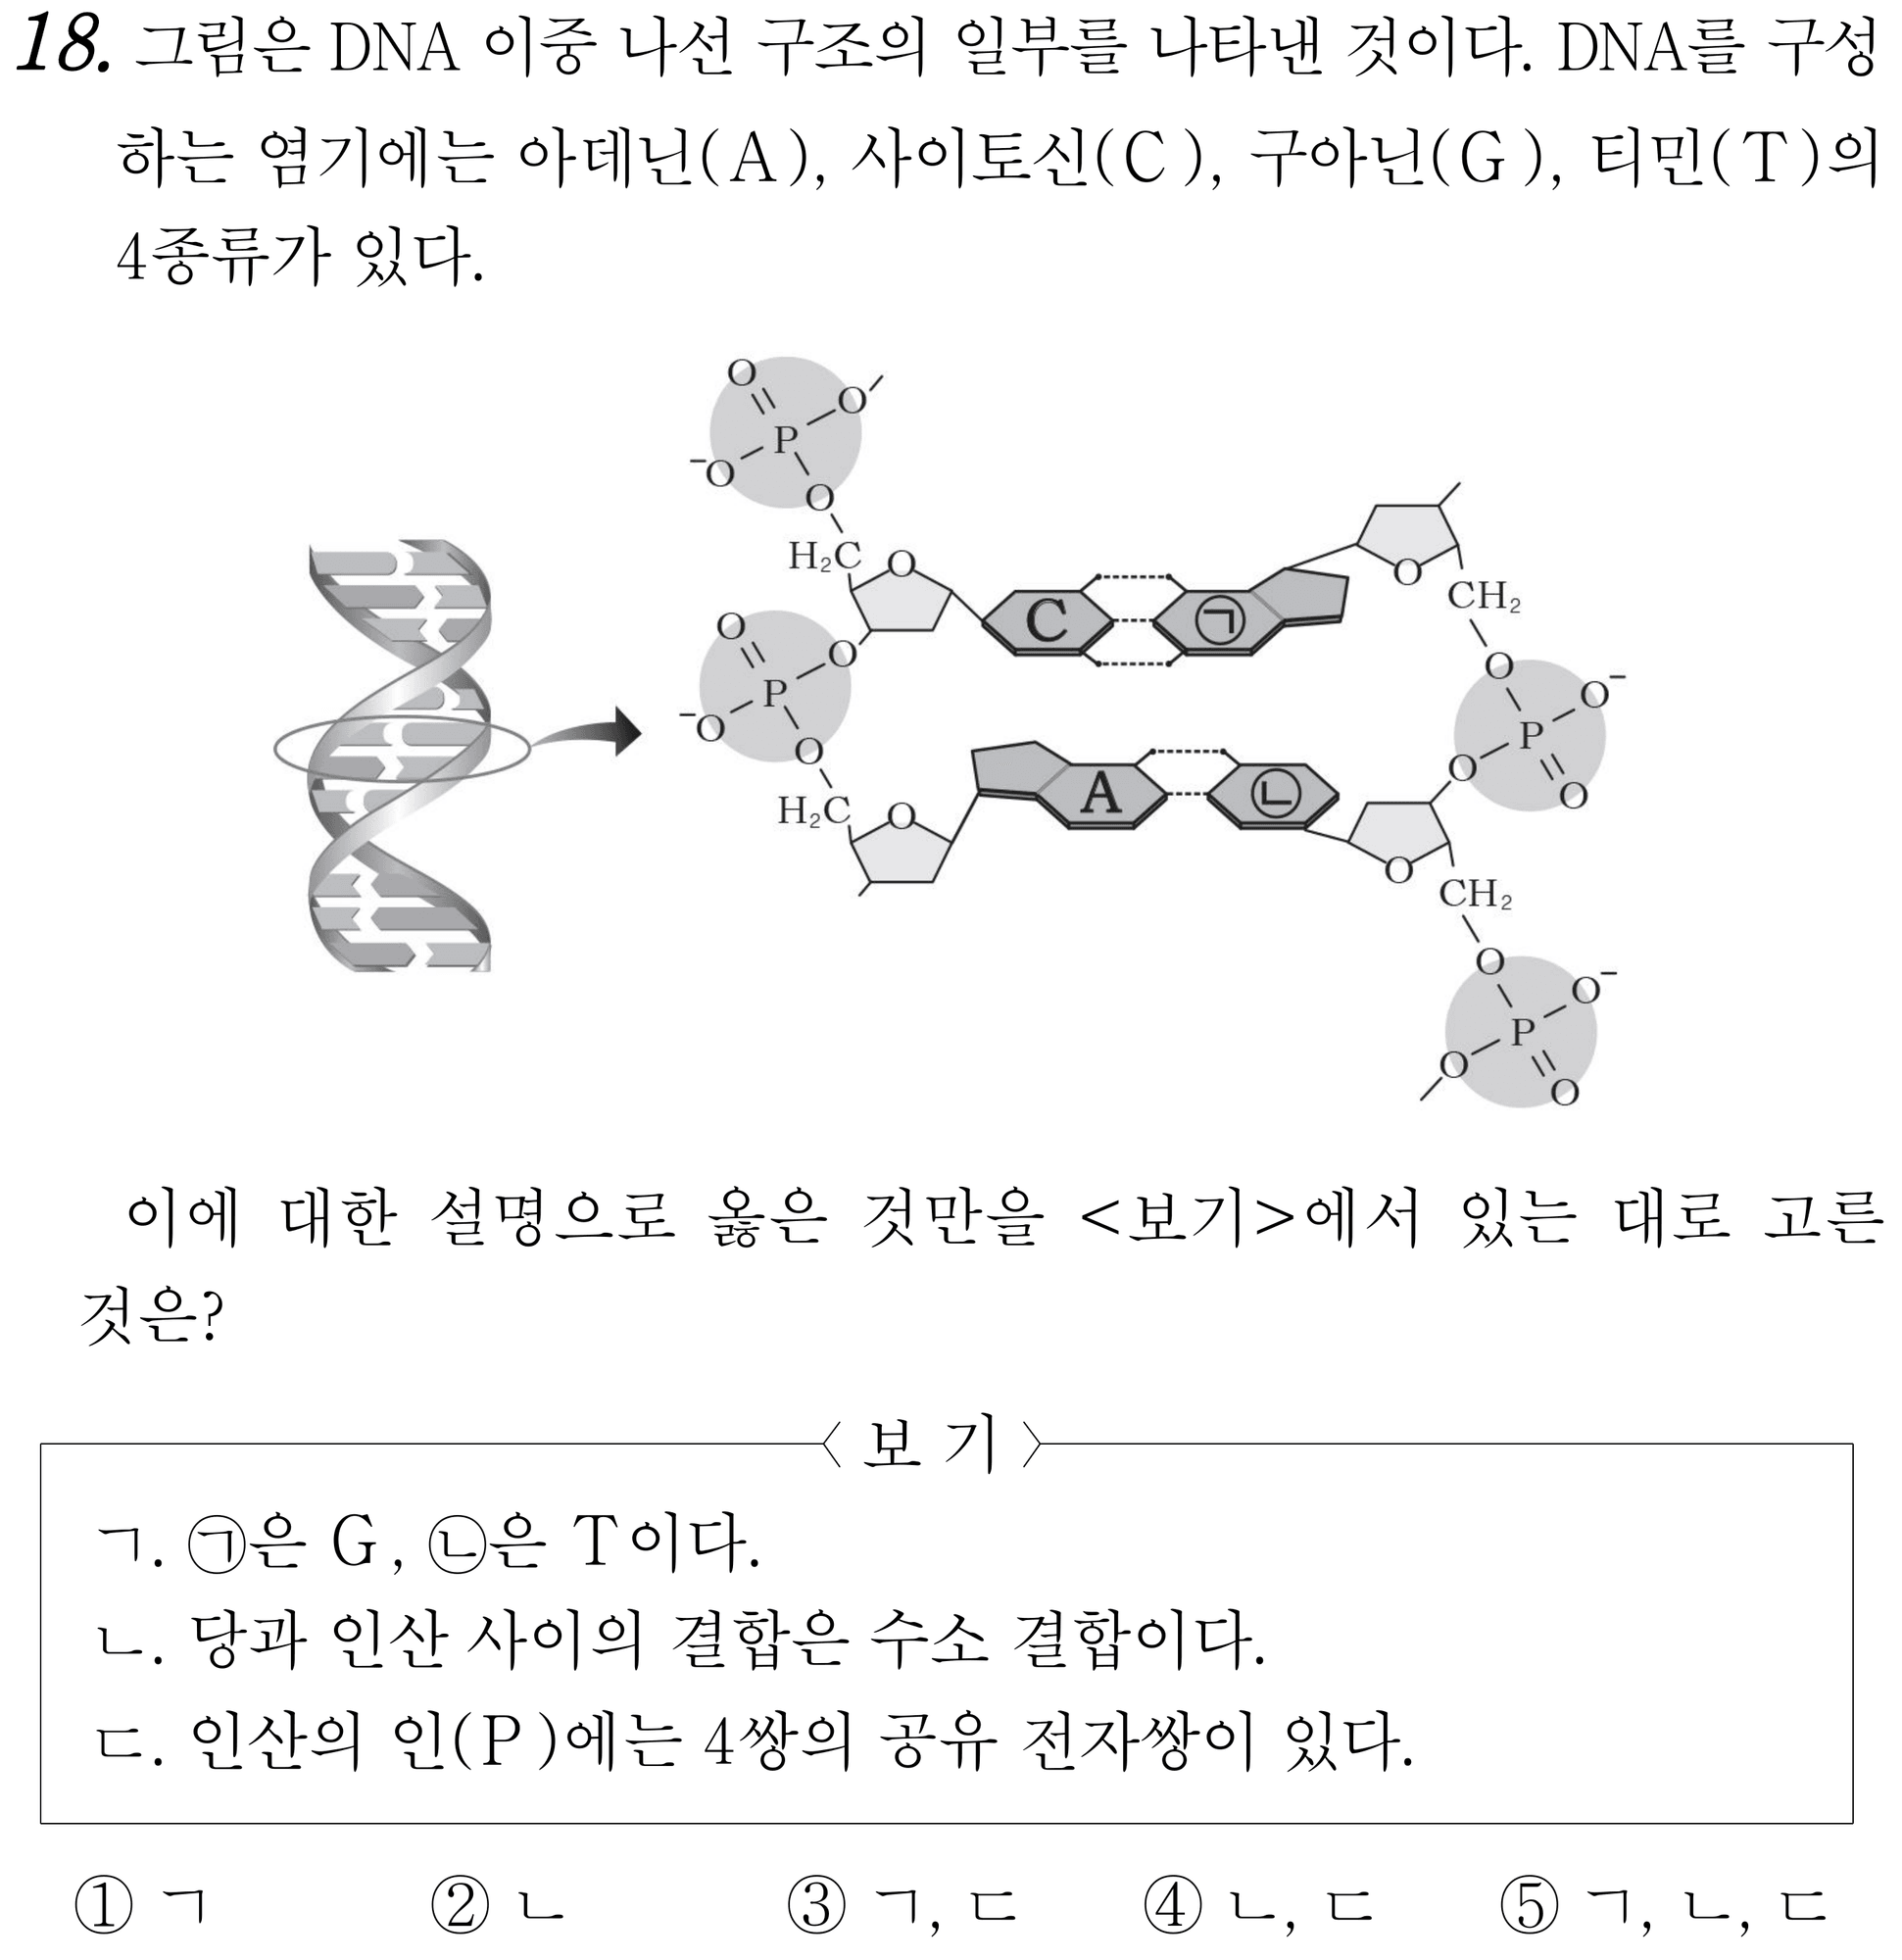 18. 그림은 DNA 이중 나선 구조의 일부를 나타낸 것이다. DNA를 구성
하는 염기에는 아데닌(A), 사이토신(C), 구아닌(G), 티민(T)의
4종류가 있다.
O
O
P
⁻O
O
H₂C
O
C
㉠
O
CH₂
O
O
P
⁻O
O
O
O⁻
P
O
O
H₂C
O
A
㉡
O
CH₂
O
O⁻
P
O
O
이에 대한 설명으로 옳은 것만을 <보기>에서 있는 대로 고른
것은?
〈 보 기 〉
ㄱ. ㉠은 G, ㉡은 T이다.
ㄴ. 당과 인산 사이의 결합은 수소 결합이다.
ㄷ. 인산의 인(P)에는 4쌍의 공유 전자쌍이 있다.
① ㄱ ② ㄴ ③ ㄱ, ㄷ ④ ㄴ, ㄷ ⑤ ㄱ, ㄴ, ㄷ